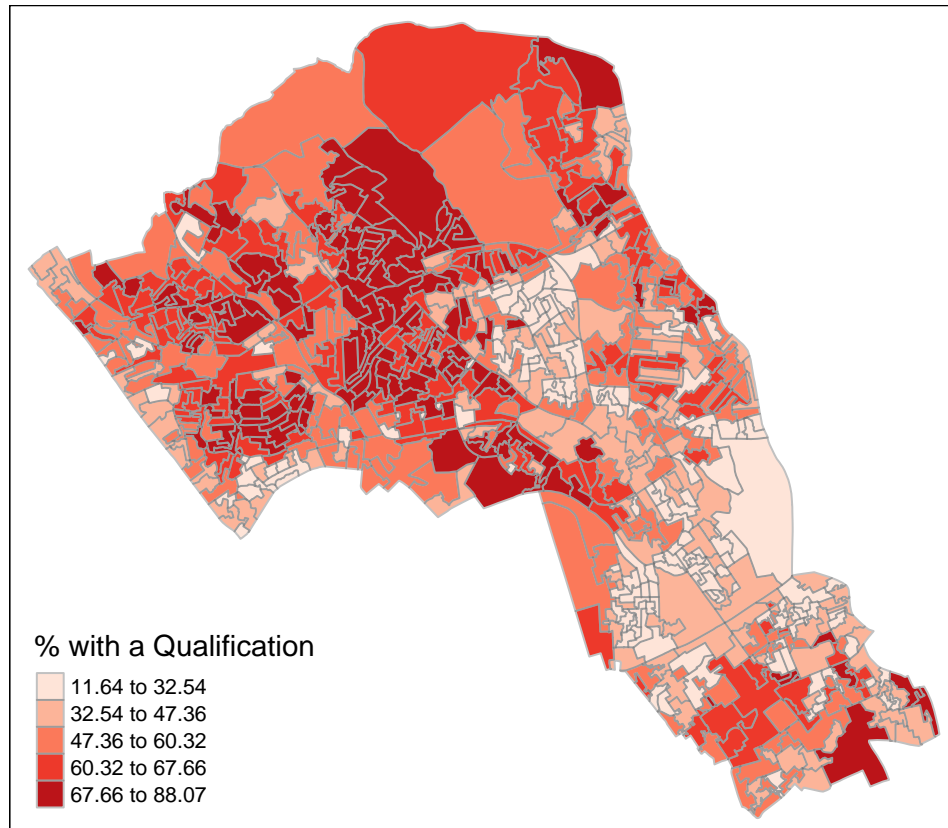 % with a Qualification
11.64 to 32.54
32.54 to 47.36
47.36 to 60.32
60.32 to 67.66
67.66 to 88.07